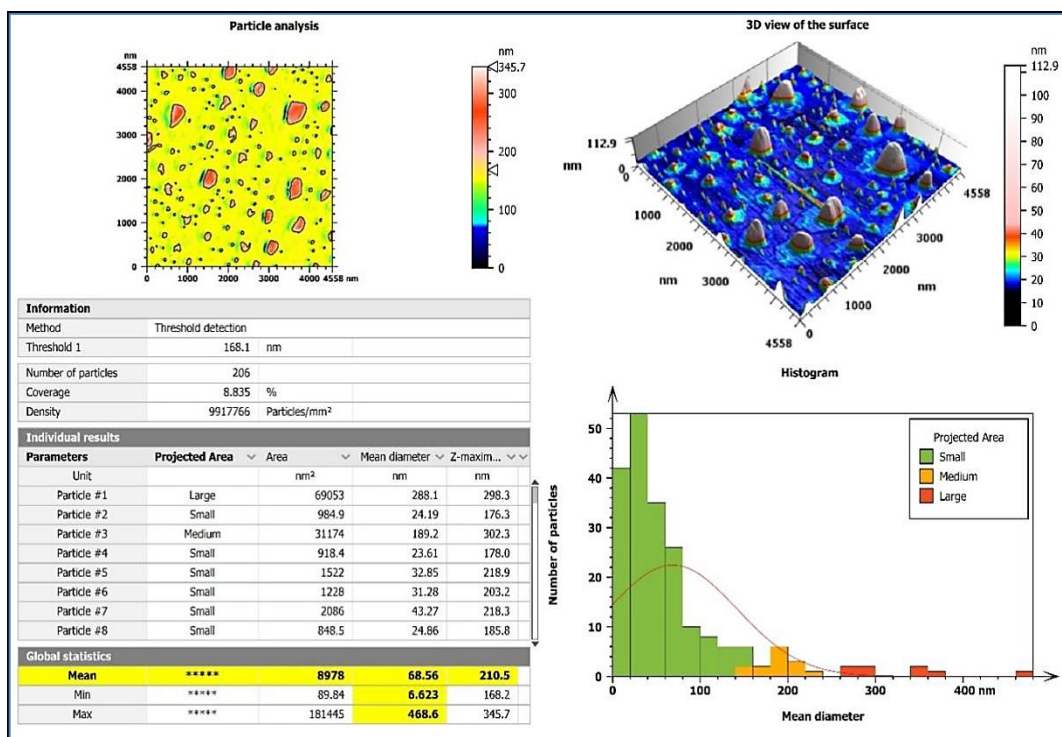 Particle analysis
nm
4558
4000
3000
2000
1000
0
0 1000 2000 3000 4558 nm
nm
345.7
300
200
100
0
3D view of the surface
nm
112.9
100
90
80
70
60
50
40
30
20
10
0
112.9
0
nm
0
1000
2000
nm
3000
4558
4558
3000
2000
nm
1000
0
Information
Method Threshold detection
Threshold 1 168.1 nm
Number of particles 206
Coverage 8.835 %
Density 9917766 Particles/mm²
Individual results
Parameters Projected Area Area Mean diameter Z-maxim...
Unit nm² nm nm
Particle #1 Large 69053 288.1 298.3
Particle #2 Small 984.9 24.19 176.3
Particle #3 Medium 31174 189.2 302.3
Particle #4 Small 918.4 23.61 178.0
Particle #5 Small 1522 32.85 218.9
Particle #6 Small 1228 31.28 203.2
Particle #7 Small 2086 43.27 218.3
Particle #8 Small 848.5 24.86 185.8
Global statistics
Mean ***** 8978 68.56 210.5
Min ***** 89.84 6.623 168.2
Max ***** 181445 468.6 345.7
Histogram
Number of particles
50
40
30
20
10
0
0 100 200 300 400 nm
Mean diameter
Projected Area
Small
Medium
Large